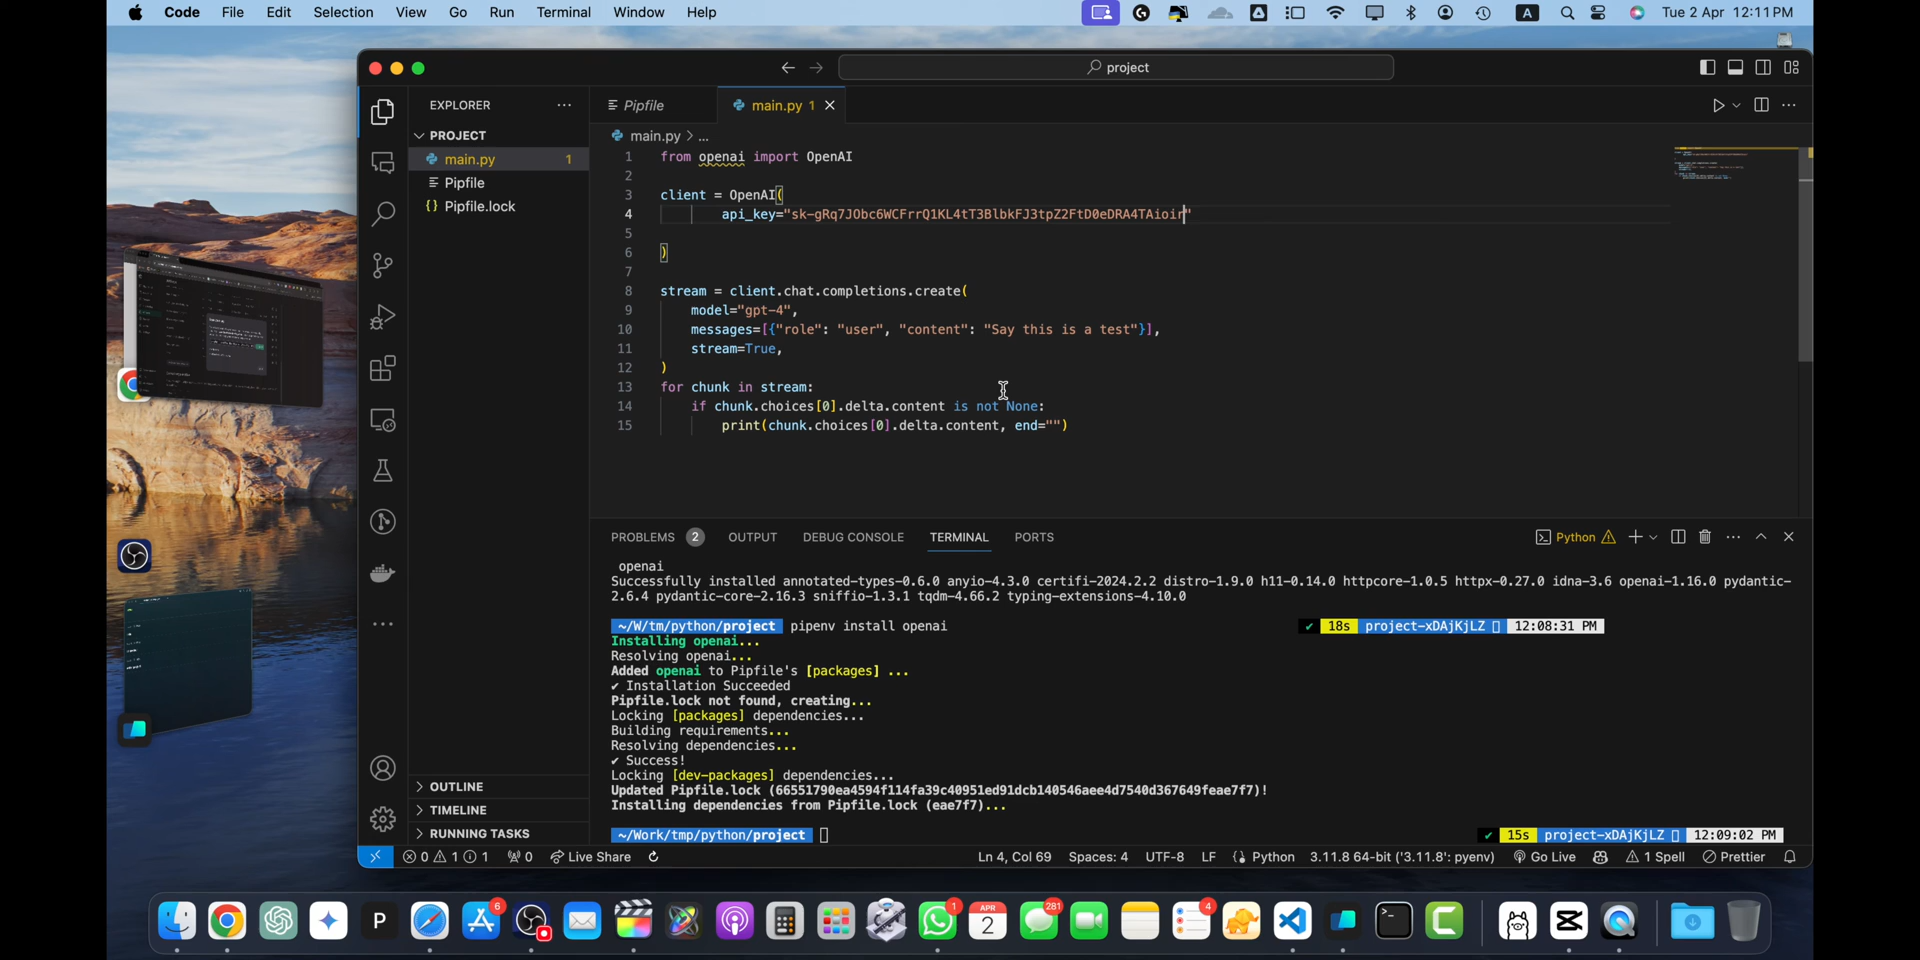 Code File Edit Selection View Go Run Terminal Window Help A Tue 2 Apr 12:11 PM
project
EXPLORER
Pipfile
main.py 1
PROJECT
main.py > ...
main.py 1
Pipfile
{} Pipfile.lock
1 from openai import OpenAI
2
3 client = OpenAI(
4 api_key="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"
5
6 )
7
8 stream = client.chat.completions.create(
9 model="gpt-4",
10 messages=[{"role": "user", "content": "Say this is a test"}],
11 stream=True,
12 )
13 for chunk in stream:
14 if chunk.choices[0].delta.content is not None:
15 print(chunk.choices[0].delta.content, end="")
PROBLEMS 2 OUTPUT DEBUG CONSOLE TERMINAL PORTS Python
openai
Successfully installed annotated-types-0.6.0 anyio-4.3.0 certifi-2024.2.2 distro-1.9.0 h11-0.14.0 httpcore-1.0.5 httpx-0.27.0 idna-3.6 openai-1.16.0 pydantic-
2.6.4 pydantic-core-2.16.3 sniffio-1.3.1 tqdm-4.66.2 typing-extensions-4.10.0
~/W/tm/python/project pipenv install openai ✔ 18s project-xDAjKjLZ 12:08:31 PM
Installing openai...
Resolving openai...
Added openai to Pipfile's [packages] ...
✔ Installation Succeeded
Pipfile.lock not found, creating...
Locking [packages] dependencies...
Building requirements...
Resolving dependencies...
✔ Success!
Locking [dev-packages] dependencies...
Updated Pipfile.lock (66551790ea4594f114fa39c40951ed91dcb140546aee4d7540d367649feae7f7)!
Installing dependencies from Pipfile.lock (eae7f7)...
~/Work/tmp/python/project ✔ 15s project-xDAjKjLZ 12:09:02 PM
OUTLINE
TIMELINE
RUNNING TASKS
0 1 1 0 Live Share Ln 4, Col 69 Spaces: 4 UTF-8 LF Python 3.11.8 64-bit ('3.11.8': pyenv) Go Live 1 Spell Prettier
P 6 1 APR 2 281 4